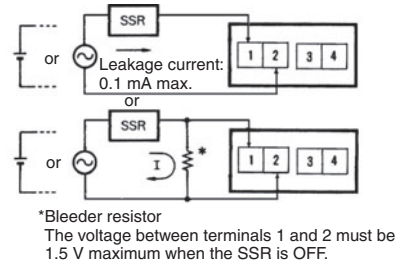 SSR
or
Leakage current:
0.1 mA max.
1 2 3 4
or
SSR
or
I
*
1 2 3 4
*Bleeder resistor
The voltage between terminals 1 and 2 must be
1.5 V maximum when the SSR is OFF.